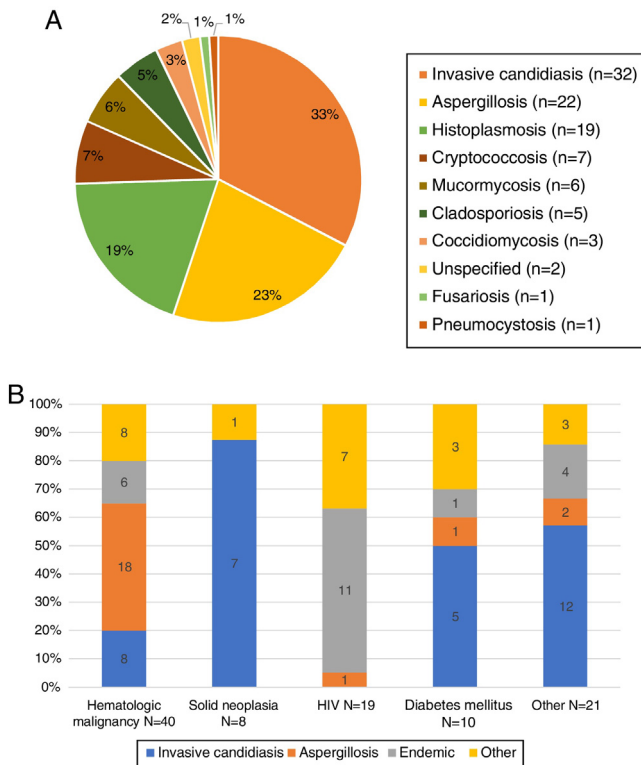 A
2%
1%
1%
3%
5%
6%
7%
19%
23%
33%
Invasive candidiasis (n=32)
Aspergillosis (n=22)
Histoplasmosis (n=19)
Cryptococcosis (n=7)
Mucormycosis (n=6)
Cladosporiosis (n=5)
Coccidiomycosis (n=3)
Unspecified (n=2)
Fusariosis (n=1)
Pneumocystosis (n=1)
B
100%
90%
80%
70%
60%
50%
40%
30%
20%
10%
0%
8
6
18
8
1
7
7
11
1
3
1
1
5
3
4
2
12
Hematologic
malignancy N=40
Solid neoplasia
N=8
HIV N=19
Diabetes mellitus
N=10
Other N=21
Invasive candidiasis Aspergillosis Endemic Other